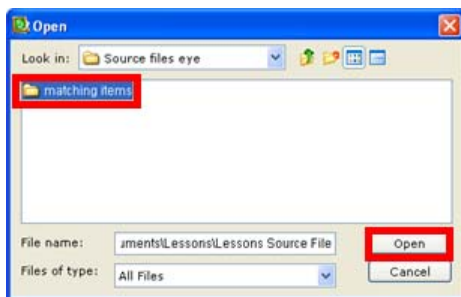 Open
Look in: Source files eye
matching items
File name: uments\Lessons\Lessons Source File Open
Files of type: All Files Cancel